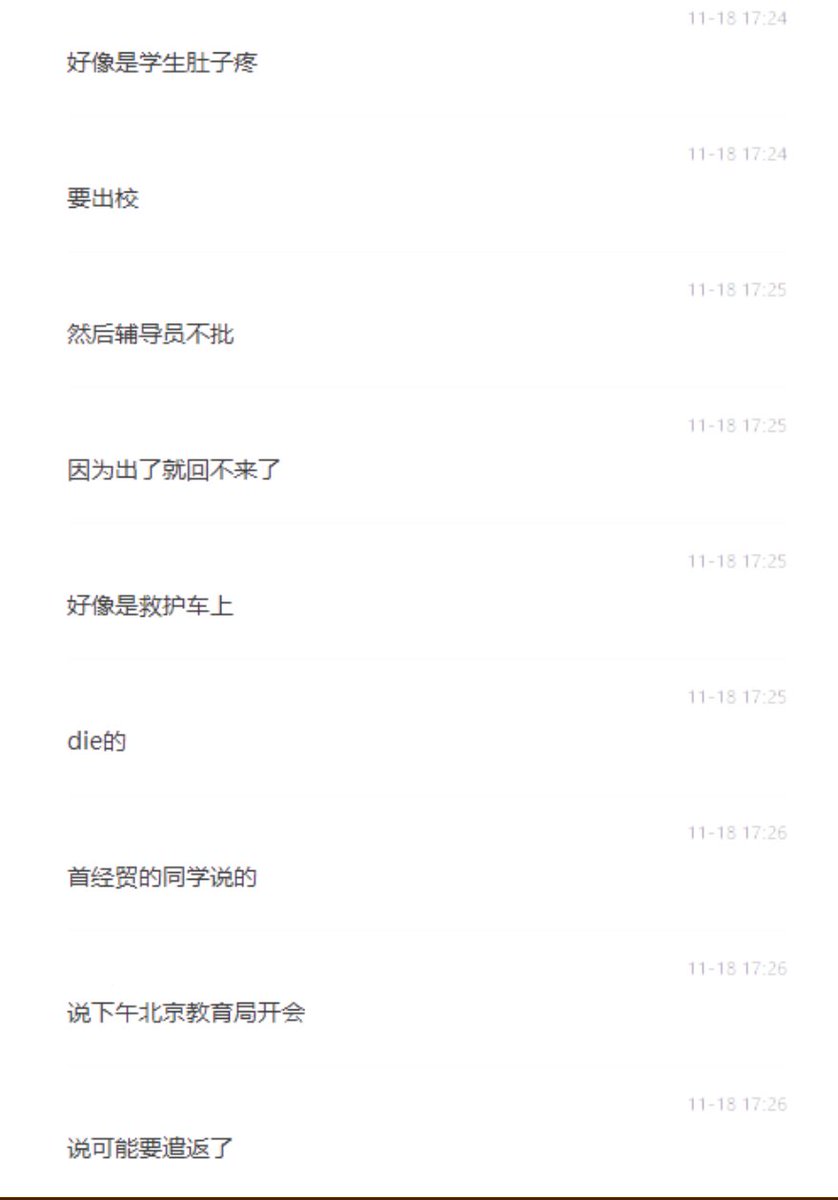 11-18 17:24
好像是学生肚子疼
11-18 17:24
要出校
11-18 17:25
然后辅导员不批
11-18 17:25
因为出了就回不来了
11-18 17:25
好像是救护车上
11-18 17:25
die的
11-18 17:26
首经贸的同学说的
11-18 17:26
说下午北京教育局开会
11-18 17:26
说可能要遣返了